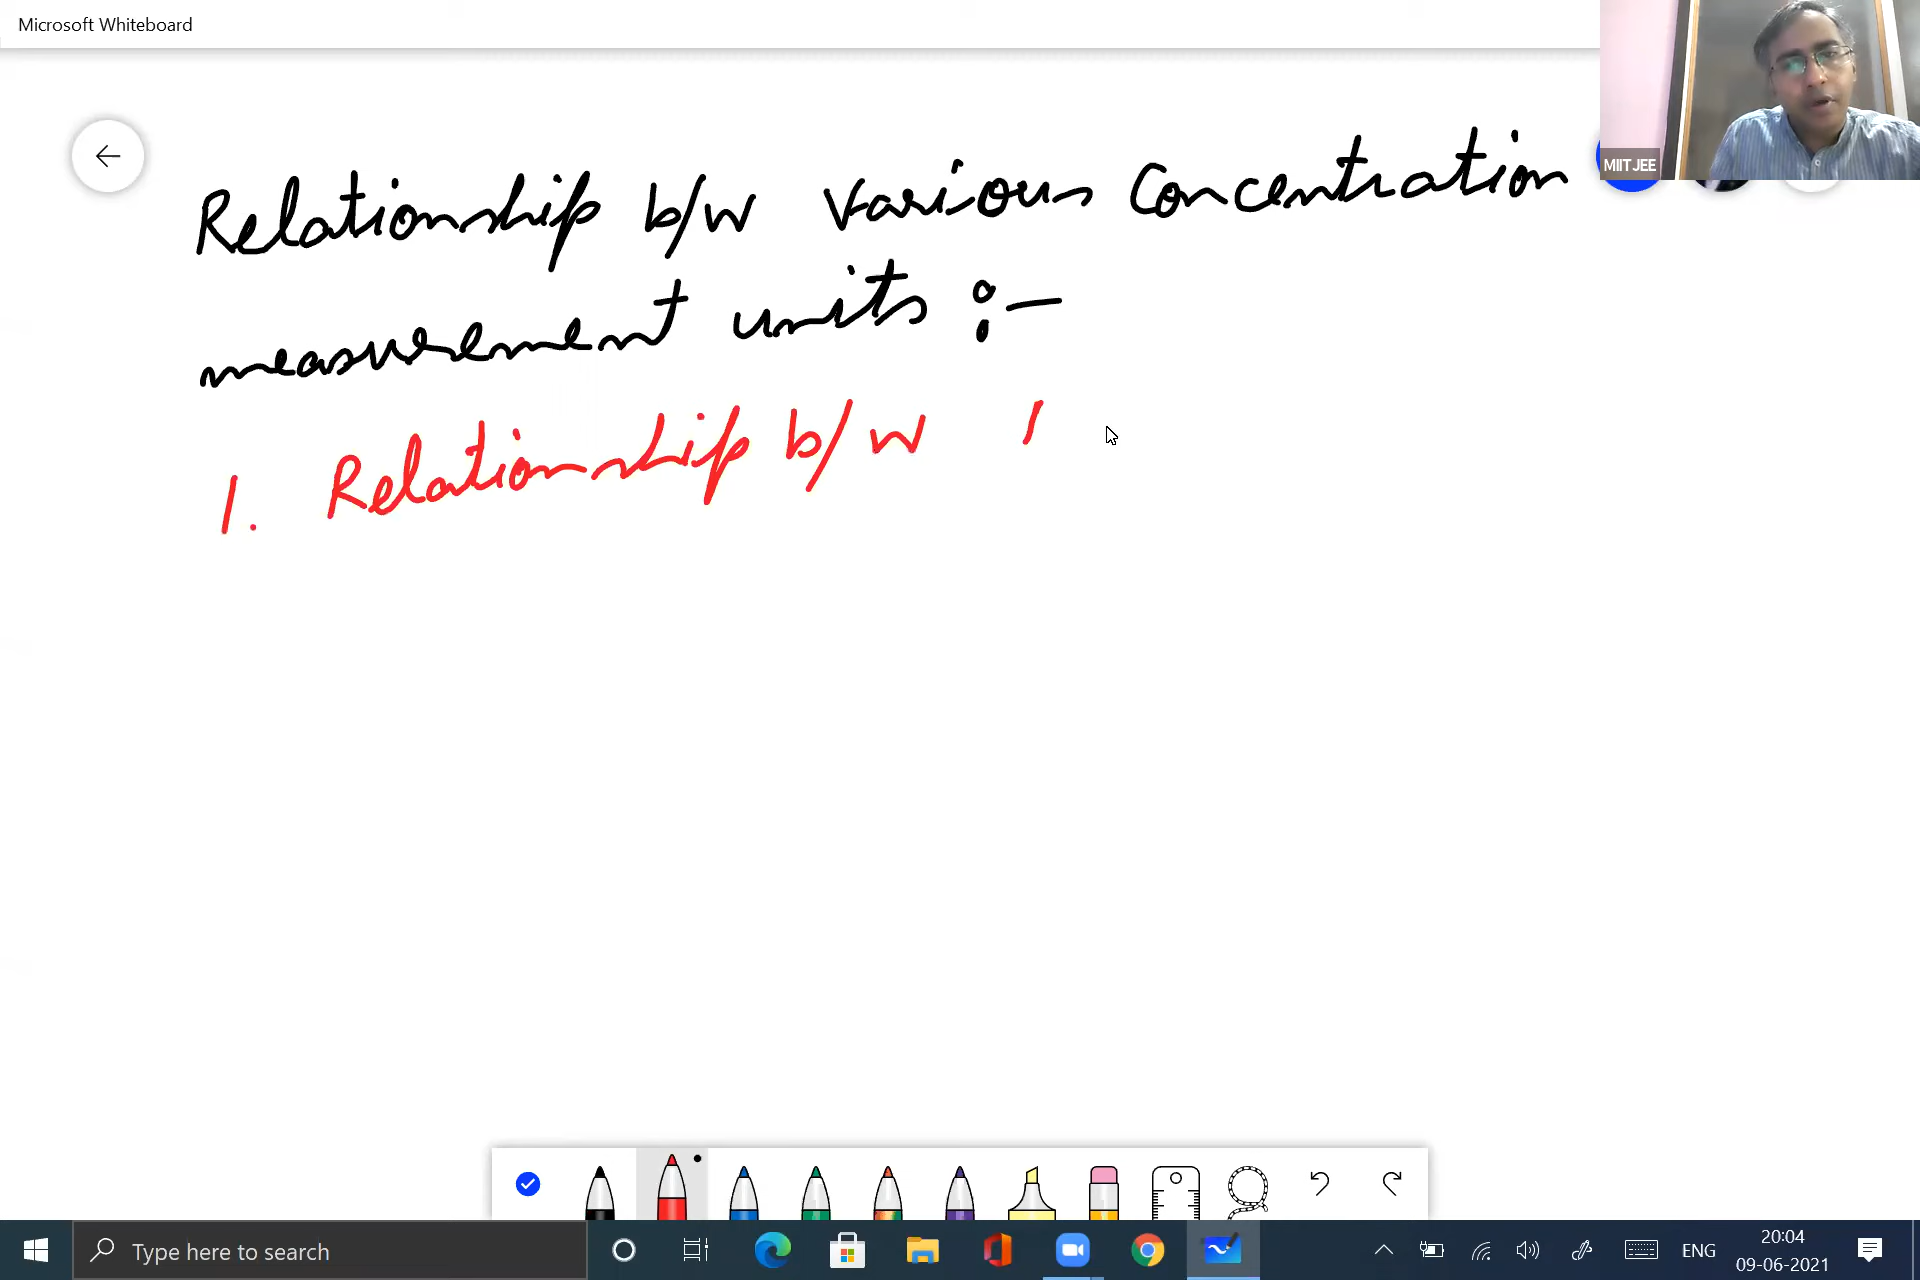 Microsoft Whiteboard
MIIT JEE
Relationship b/w various Concentration
measurement units :-
1. Relationship b/w
Type here to search
ENG
20:04
09-06-2021